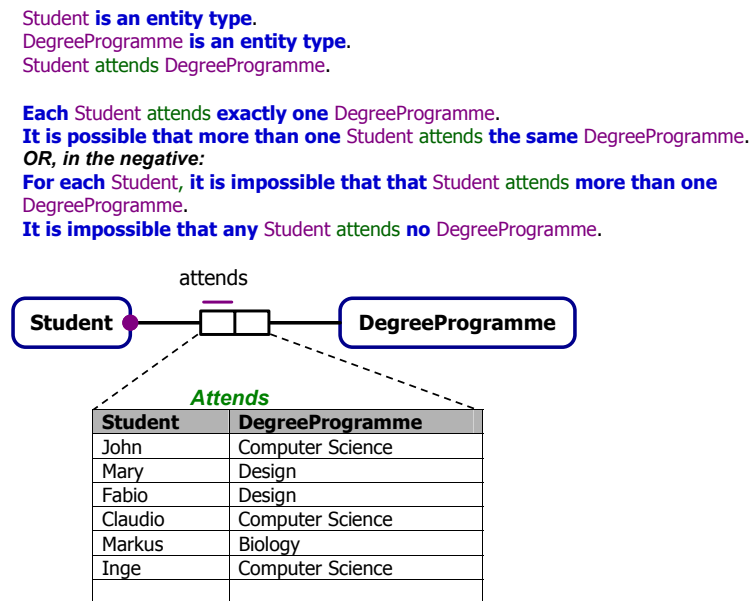 Student is an entity type.
DegreeProgramme is an entity type.
Student attends DegreeProgramme.
Each Student attends exactly one DegreeProgramme.
It is possible that more than one Student attends the same DegreeProgramme.
OR, in the negative:
For each Student, it is impossible that that Student attends more than one
DegreeProgramme.
It is impossible that any Student attends no DegreeProgramme.
attends
Student DegreeProgramme
Attends
Student DegreeProgramme
John Computer Science
Mary Design
Fabio Design
Claudio Computer Science
Markus Biology
Inge Computer Science